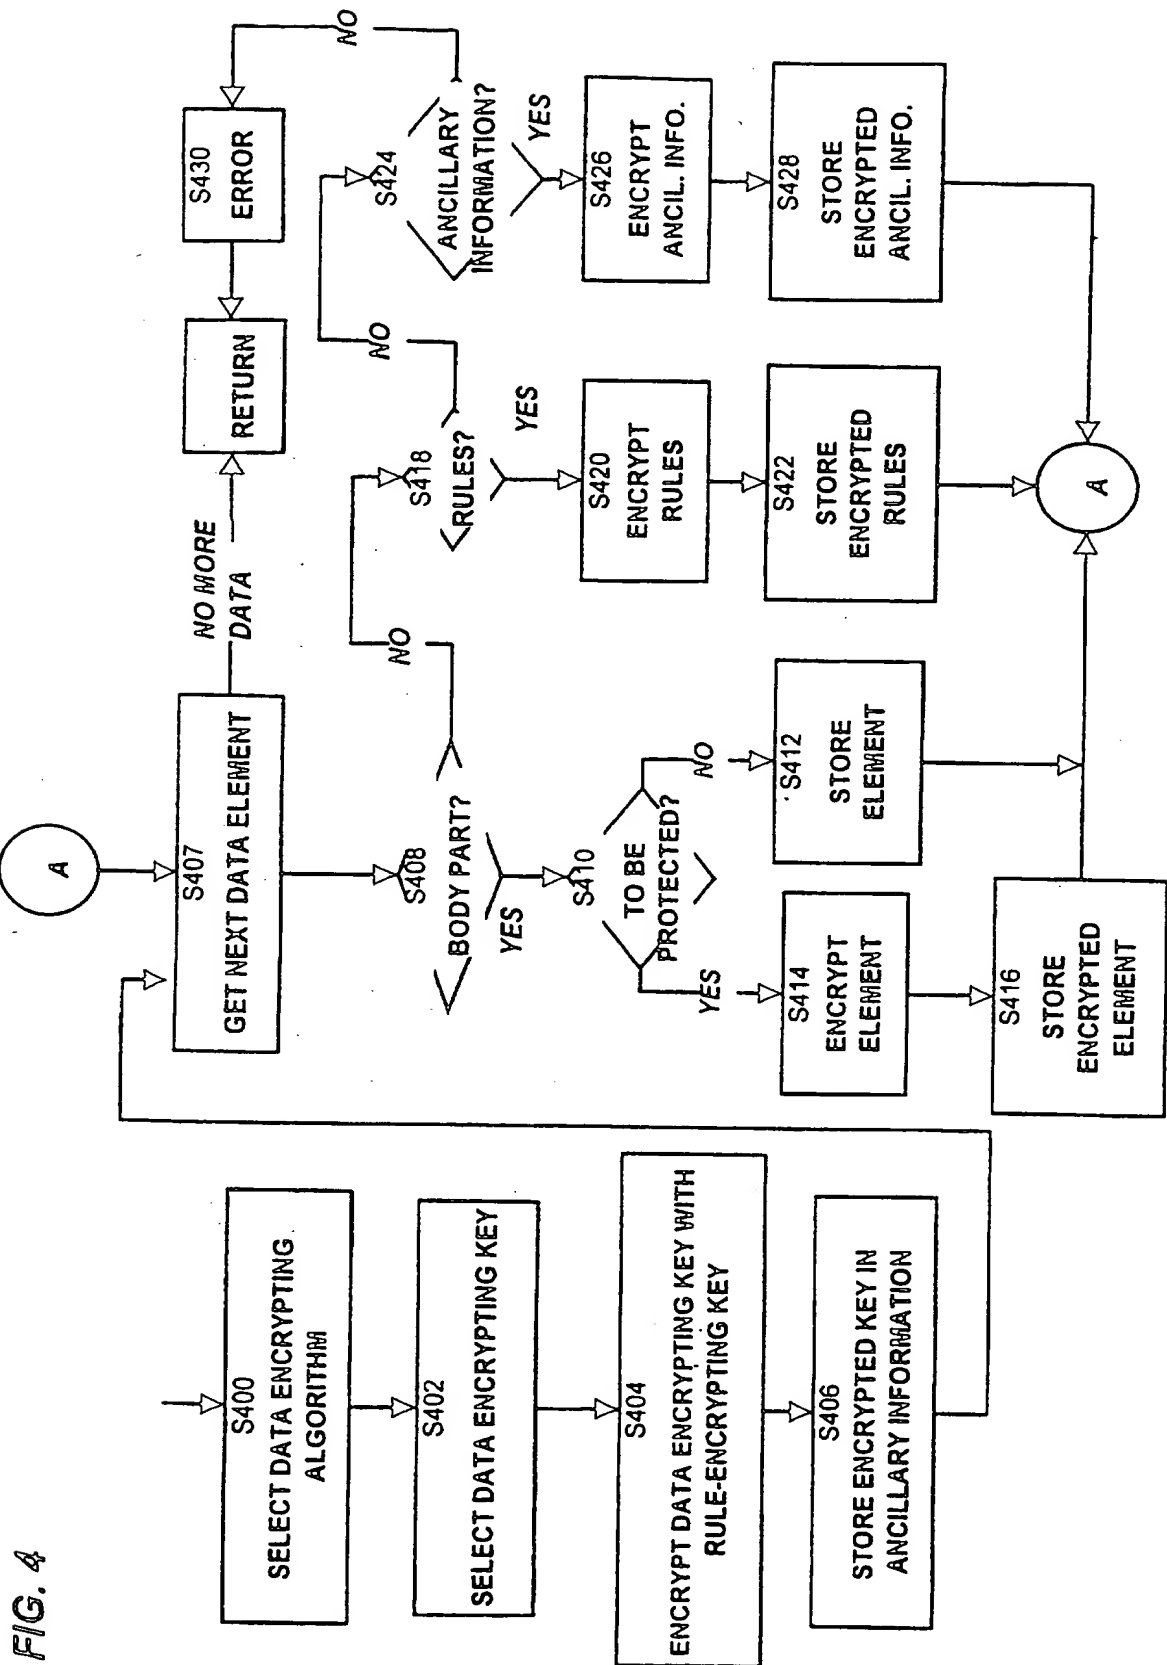 FIG. 4
S400
SELECT DATA ENCRYPTING
ALGORITHM
S402
SELECT DATA ENCRYPTING KEY
S404
ENCRYPT DATA ENCRYPTING KEY WITH
RULE-ENCRYPTING KEY
S406
STORE ENCRYPTED KEY IN
ANCILLARY INFORMATION
A
S407
GET NEXT DATA ELEMENT
NO MORE
DATA
RETURN
S430
ERROR
S408
BODY PART?
YES
NO
S410
TO BE
PROTECTED?
YES
NO
S414
ENCRYPT
ELEMENT
S416
STORE
ENCRYPTED
ELEMENT
S412
STORE
ELEMENT
S418
RULES?
YES
NO
S420
ENCRYPT
RULES
S422
STORE
ENCRYPTED
RULES
S424
ANCILLARY
INFORMATION?
YES
NO
S426
ENCRYPT
ANCIL. INFO.
S428
STORE
ENCRYPTED
ANCIL. INFO.
A